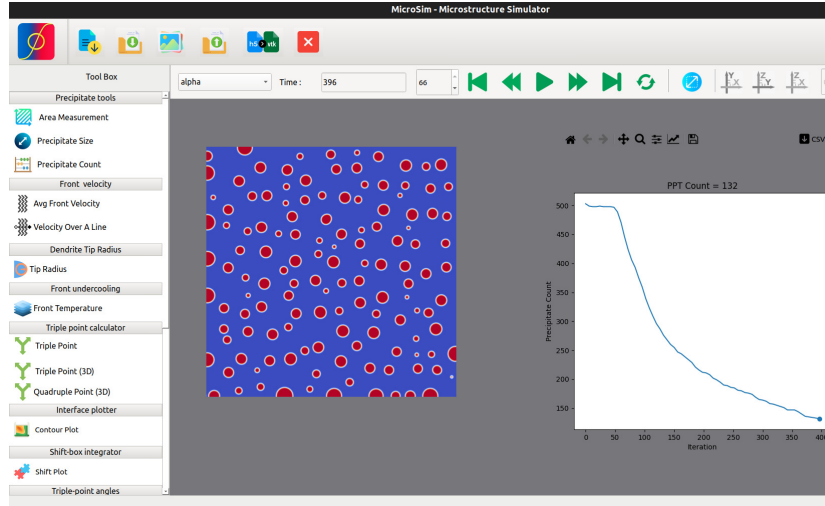 MicroSim - Microstructure Simulator
h5 vtk
Tool Box
alpha Time : 396 66
Y X
Z Y
Z X
Precipitate tools
Area Measurement
Precipitate Size
Precipitate Count
Front velocity
Avg Front Velocity
Velocity Over A Line
Dendrite Tip Radius
Tip Radius
Front undercooling
Front Temperature
Triple point calculator
Triple Point
Triple Point (3D)
Quadruple Point (3D)
Interface plotter
Contour Plot
Shift-box integrator
Shift Plot
Triple-point angles
CSV
PPT Count = 132
Precipitate Count
500
450
400
350
300
250
200
150
0 50 100 150 200 250 300 350 400
Iteration